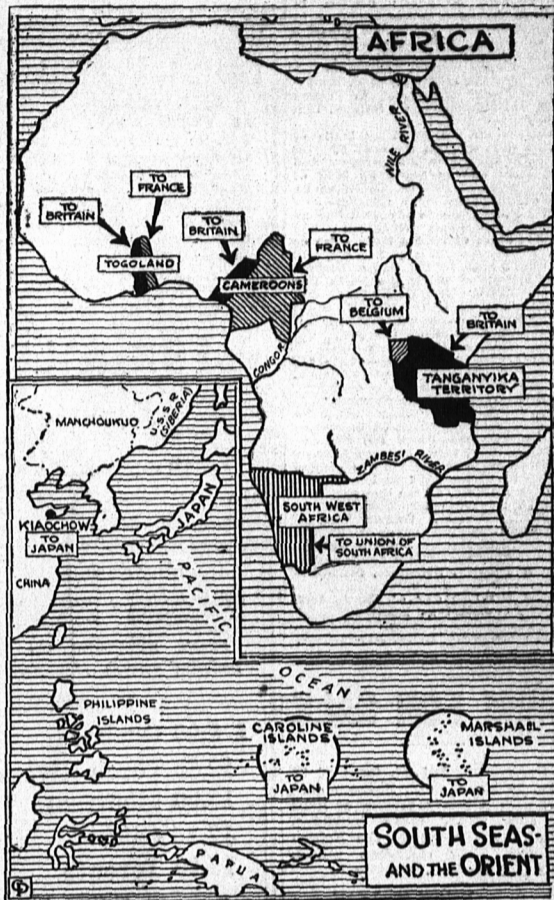 AFRICA
NILE RIVER
TO
FRANCE
TO
BRITAIN
TOGOLAND
TO
BRITAIN
TO
FRANCE
CAMEROONS
TO
BELGIUM
TO
BRITAIN
CONGO R.
TANGANYIKA
TERRITORY
ZAMBESI RIVER
SOUTH WEST
AFRICA
TO UNION OF
SOUTH AFRICA
MANCHOUKUO
U.S.S.R.
(SIBERIA)
JAPAN
KIAOCHOW
TO
JAPAN
CHINA
PACIFIC
OCEAN
PHILIPPINE
ISLANDS
CAROLINE
ISLANDS
TO
JAPAN
MARSHALL
ISLANDS
TO
JAPAN
PAPUA
SOUTH SEAS-
AND THE ORIENT